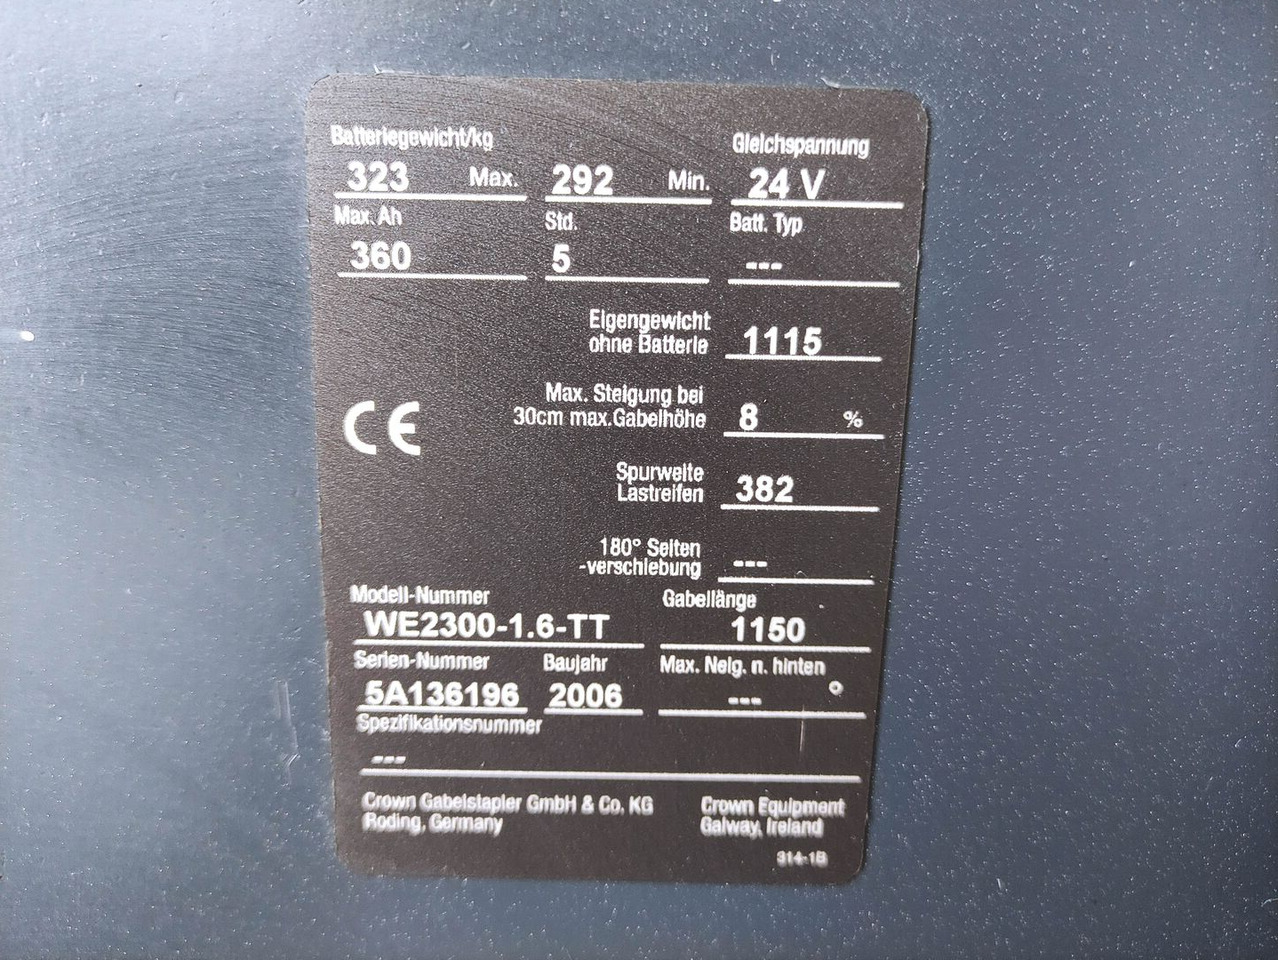 Batteriegewicht/kg Gleichspannung
323 Max. 292 Min. 24 V
Max. Ah Std. Batt. Typ
360 5 ---
Eigengewicht
ohne Batterie 1115
Max. Steigung bei
30cm max.Gabelhöhe 8 %
CE
Spurweite
Lastreifen 382
180° Seiten
-verschiebung ---
Modell-Nummer Gabellänge
WE2300-1.6-TT 1150
Serien-Nummer Baujahr Max. Neig. n. hinten
5A136196 2006 --- °
Spezifikationsnummer
---
Crown Gabelstapler GmbH & Co. KG Crown Equipment
Roding, Germany Galway, Ireland
314-1B